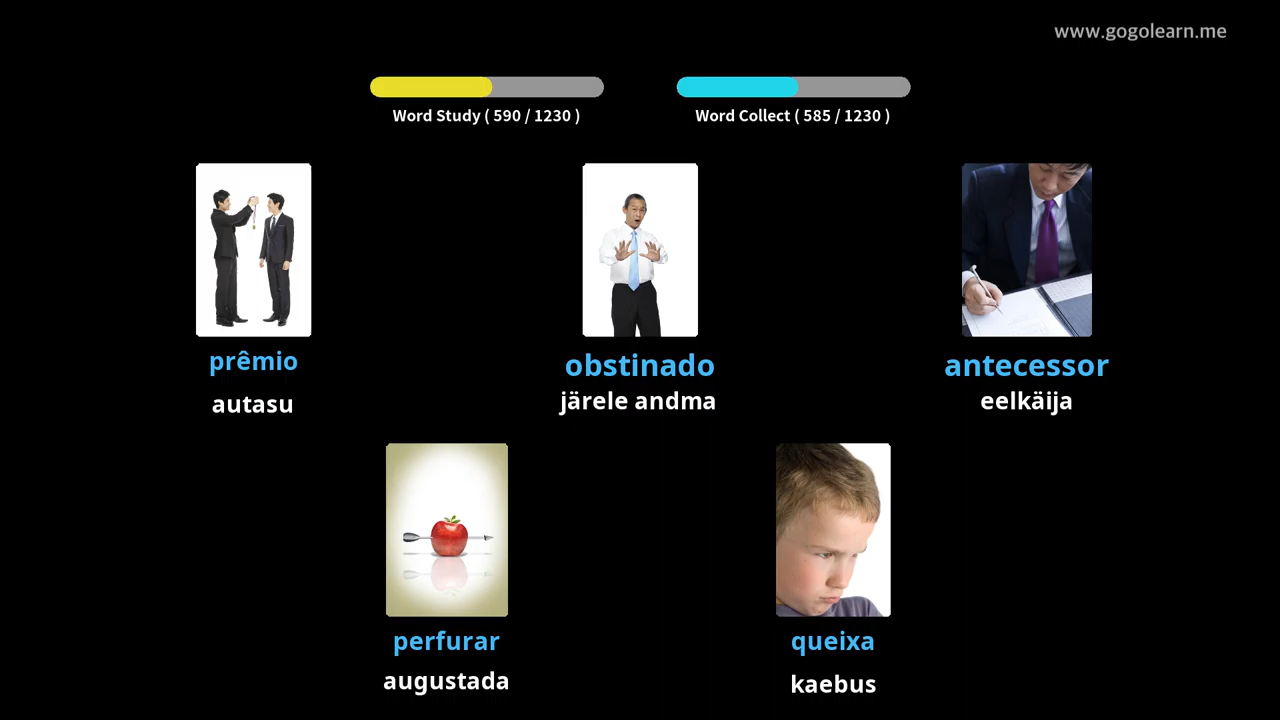 www.gogolearn.me
Word Study ( 590 / 1230 )
Word Collect ( 585 / 1230 )
prêmio
autasu
obstinado
järele andma
antecessor
eelkäija
perfurar
augustada
queixa
kaebus